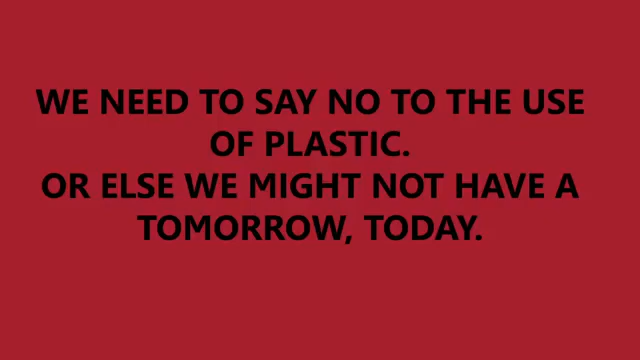 WE NEED TO SAY NO TO THE USE
OF PLASTIC.
OR ELSE WE MIGHT NOT HAVE A
TOMORROW, TODAY.